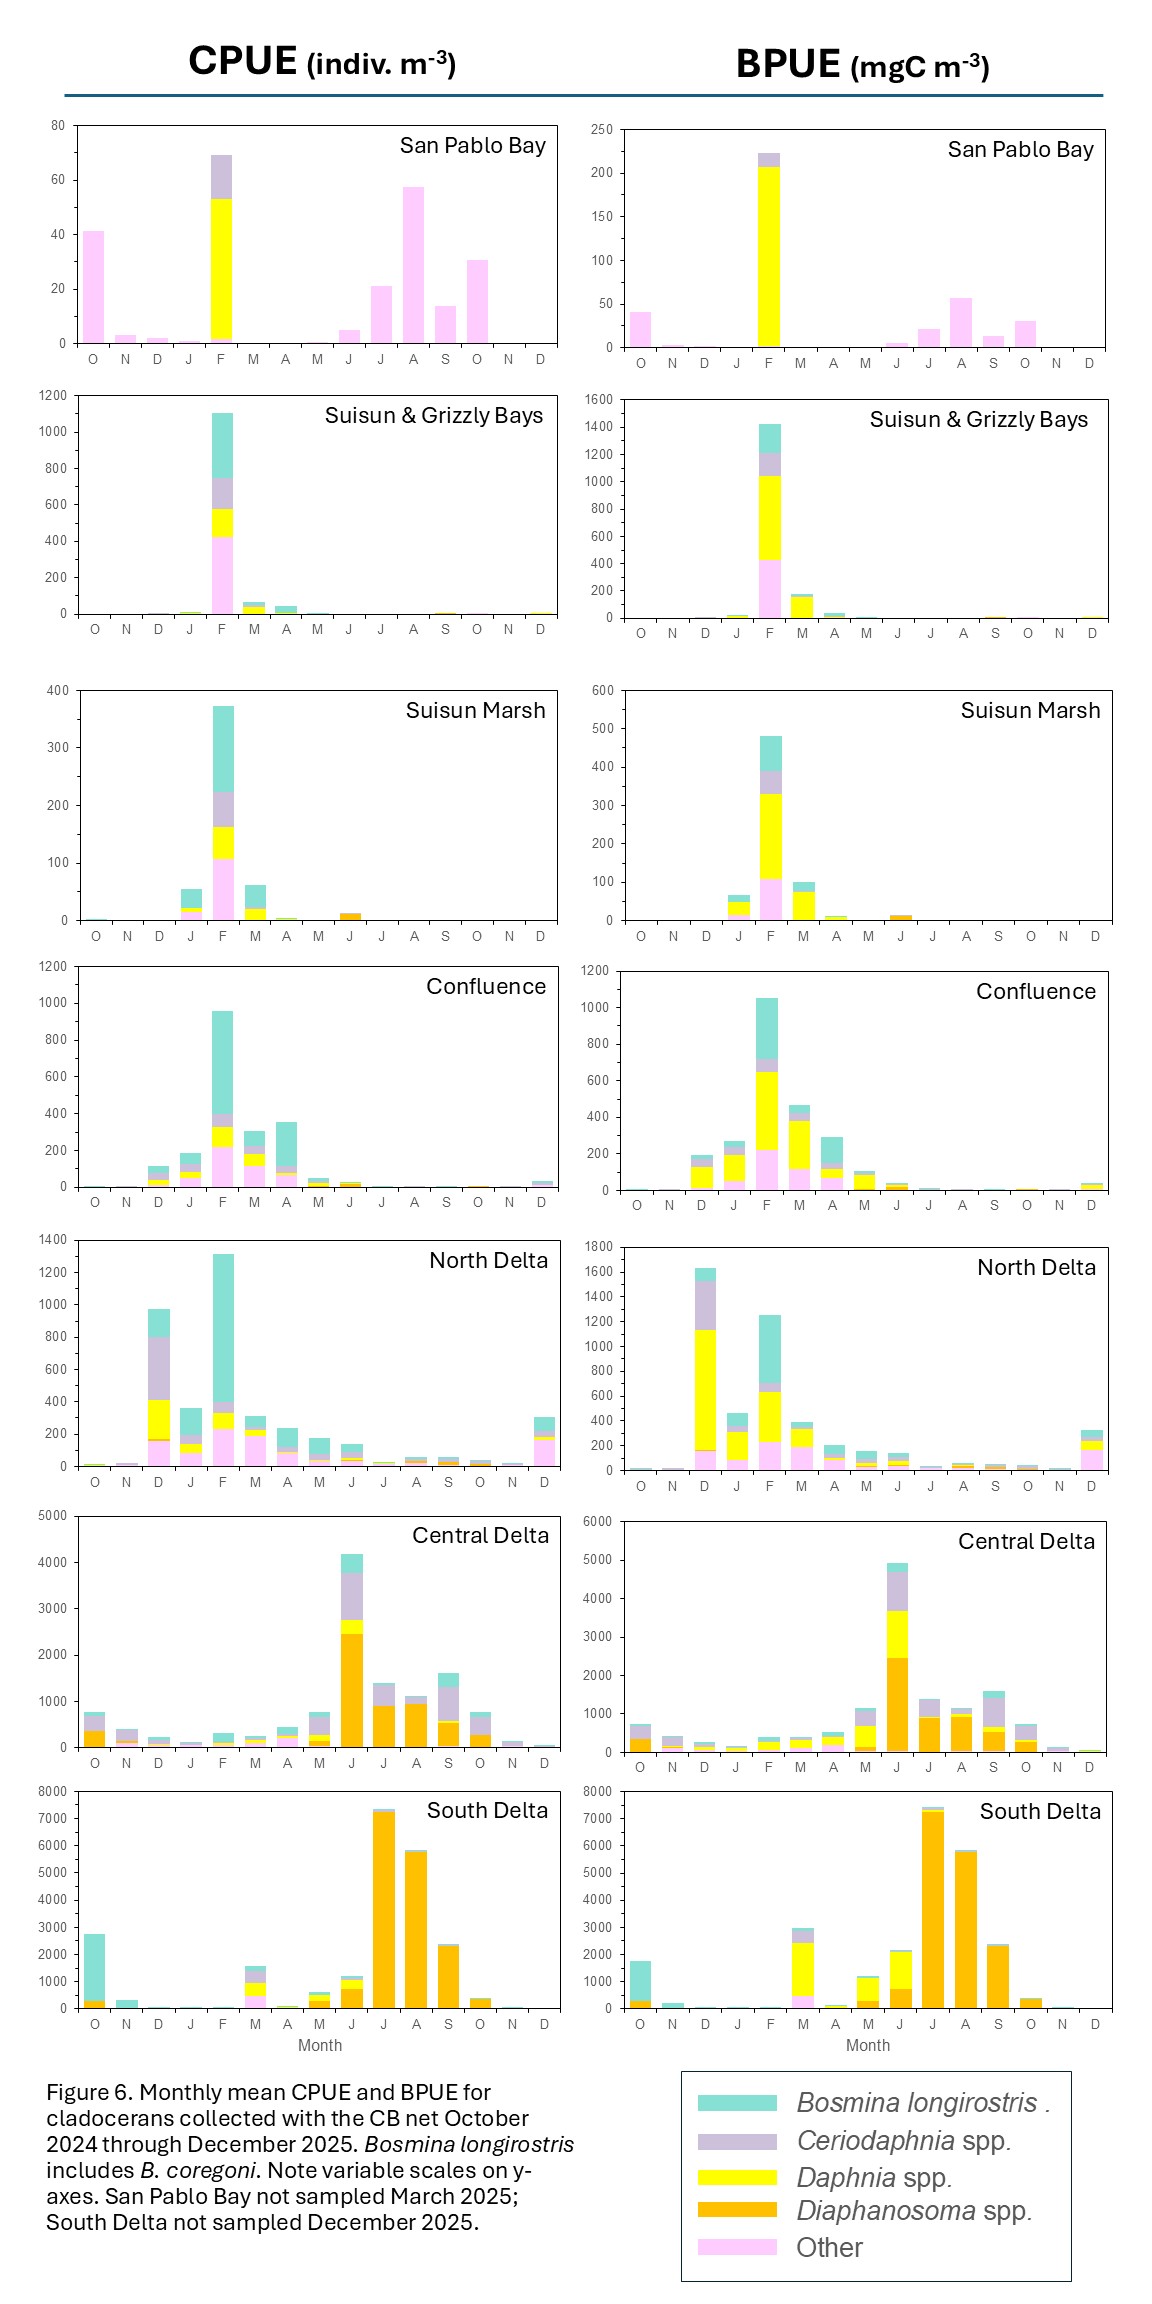 CPUE (indiv. m-3)
BPUE (mgC m-3)
San Pablo Bay
80
60
40
20
0
O N D J F M A M J J A S O N D
San Pablo Bay
250
200
150
100
50
0
O N D J F M A M J J A S O N D
Suisun & Grizzly Bays
1200
1000
800
600
400
200
0
O N D J F M A M J J A S O N D
Suisun & Grizzly Bays
1600
1400
1200
1000
800
600
400
200
0
O N D J F M A M J J A S O N D
Suisun Marsh
400
300
200
100
0
O N D J F M A M J J A S O N D
Suisun Marsh
600
500
400
300
200
100
0
O N D J F M A M J J A S O N D
Confluence
1200
1000
800
600
400
200
0
O N D J F M A M J J A S O N D
Confluence
1200
1000
800
600
400
200
0
O N D J F M A M J J A S O N D
North Delta
1400
1200
1000
800
600
400
200
0
O N D J F M A M J J A S O N D
North Delta
1800
1600
1400
1200
1000
800
600
400
200
0
O N D J F M A M J J A S O N D
Central Delta
5000
4000
3000
2000
1000
0
O N D J F M A M J J A S O N D
Central Delta
6000
5000
4000
3000
2000
1000
0
O N D J F M A M J J A S O N D
South Delta
8000
7000
6000
5000
4000
3000
2000
1000
0
O N D J F M A M J J A S O N D
Month
South Delta
8000
7000
6000
5000
4000
3000
2000
1000
0
O N D J F M A M J J A S O N D
Month
Figure 6. Monthly mean CPUE and BPUE for
cladocerans collected with the CB net October
2024 through December 2025. Bosmina longirostris
includes B. coregoni. Note variable scales on y-
axes. San Pablo Bay not sampled March 2025;
South Delta not sampled December 2025.
Bosmina longirostris .
Ceriodaphnia spp.
Daphnia spp.
Diaphanosoma spp.
Other